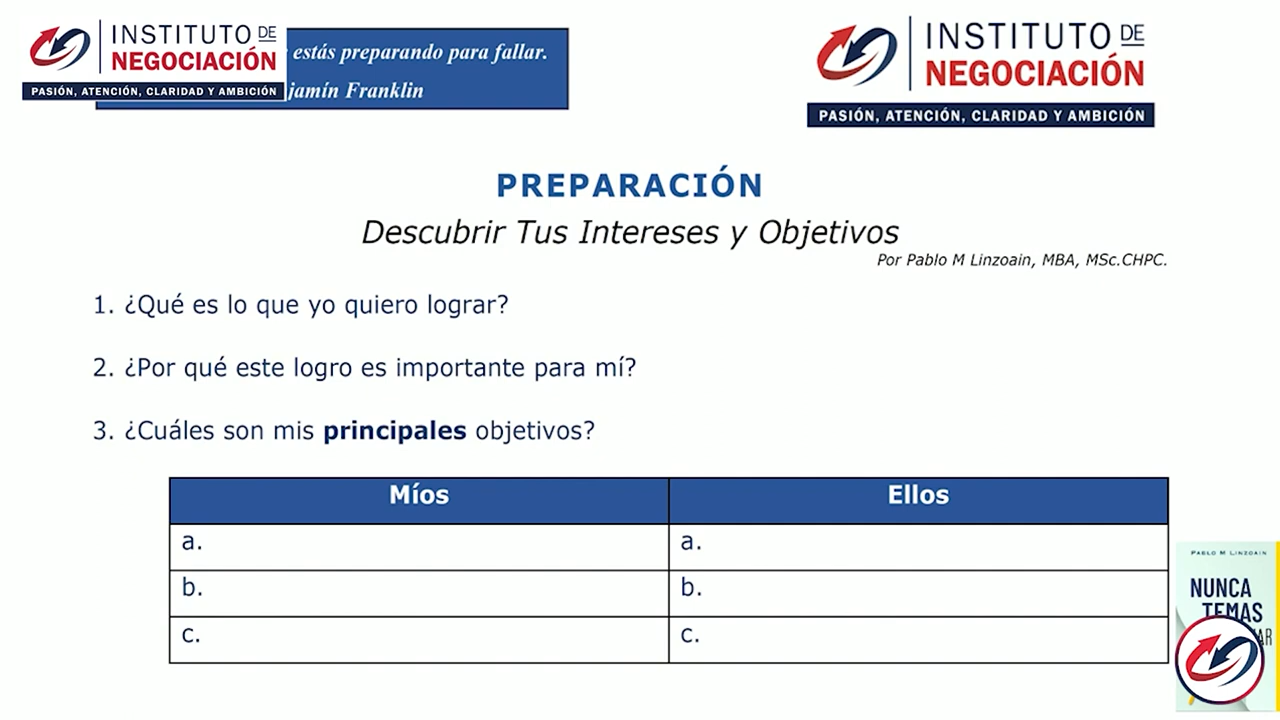 INSTITUTO DE
NEGOCIACIÓN
PASIÓN, ATENCIÓN, CLARIDAD Y AMBICIÓN
estás preparando para fallar.
jamín Franklin
INSTITUTO DE
NEGOCIACIÓN
PASIÓN, ATENCIÓN, CLARIDAD Y AMBICIÓN
PREPARACIÓN
Descubrir Tus Intereses y Objetivos
Por Pablo M Linzoain, MBA, MSc.CHPC.
1. ¿Qué es lo que yo quiero lograr?
2. ¿Por qué este logro es importante para mí?
3. ¿Cuáles son mis principales objetivos?
Míos Ellos
a. a.
b. b.
c. c.
PABLO M LINZOAIN
NUNCA
TEMAS